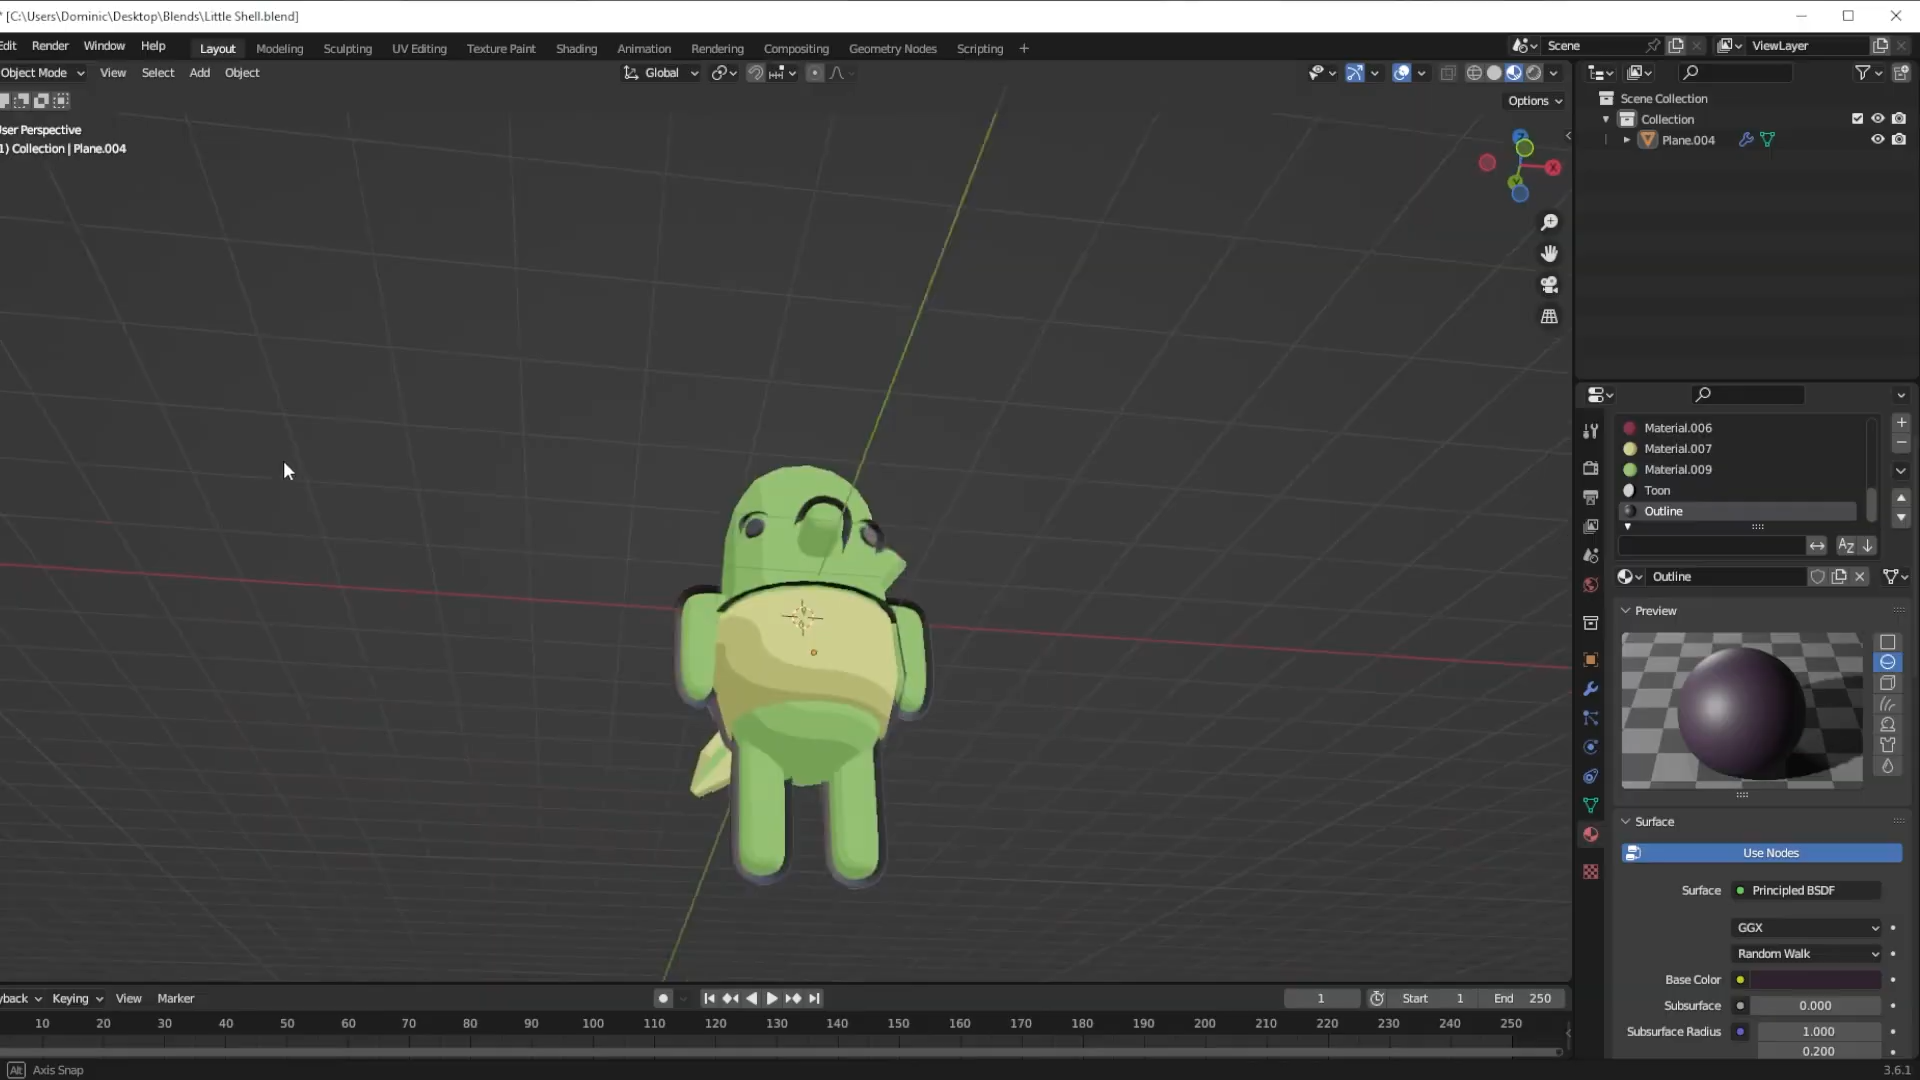 * [C:\Users\Dominic\Desktop\Blends\Little Shell.blend]
Edit Render Window Help Layout Modeling Sculpting UV Editing Texture Paint Shading Animation Rendering Compositing Geometry Nodes Scripting + Scene ViewLayer
Object Mode View Select Add Object Global
Options
User Perspective
1) Collection | Plane.004
Scene Collection
Collection
Plane.004
X
Material.006
Material.007
Material.009
Toon
Outline
Outline
Preview
Surface
Use Nodes
Surface Principled BSDF
GGX
Random Walk
Base Color
Subsurface 0.000
Subsurface Radius 1.000
0.200
yback Keying View Marker 1 Start 1 End 250
10 20 30 40 50 60 70 80 90 100 110 120 130 140 150 160 170 180 190 200 210 220 230 240 250
Alt Axis Snap 3.6.1